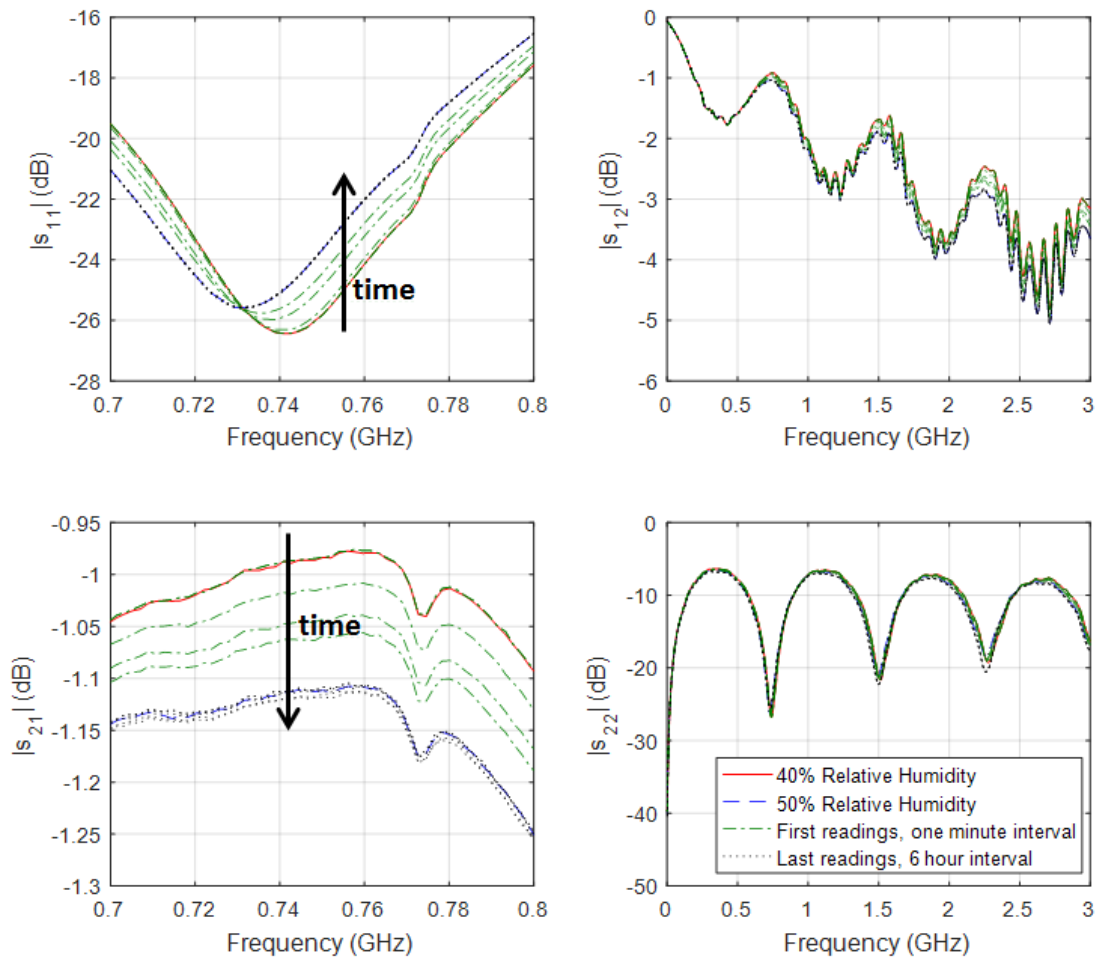 -16
-18
-20
-22
-24
-26
-28
|s11| (dB)
time
0.7 0.72 0.74 0.76 0.78 0.8
Frequency (GHz)
0
-1
-2
-3
-4
-5
-6
|s12| (dB)
0 0.5 1 1.5 2 2.5 3
Frequency (GHz)
-0.95
-1
-1.05
-1.1
-1.15
-1.2
-1.25
-1.3
|s21| (dB)
time
0.7 0.72 0.74 0.76 0.78 0.8
Frequency (GHz)
0
-10
-20
-30
-40
-50
|s22| (dB)
40% Relative Humidity
50% Relative Humidity
First readings, one minute interval
Last readings, 6 hour interval
0 0.5 1 1.5 2 2.5 3
Frequency (GHz)